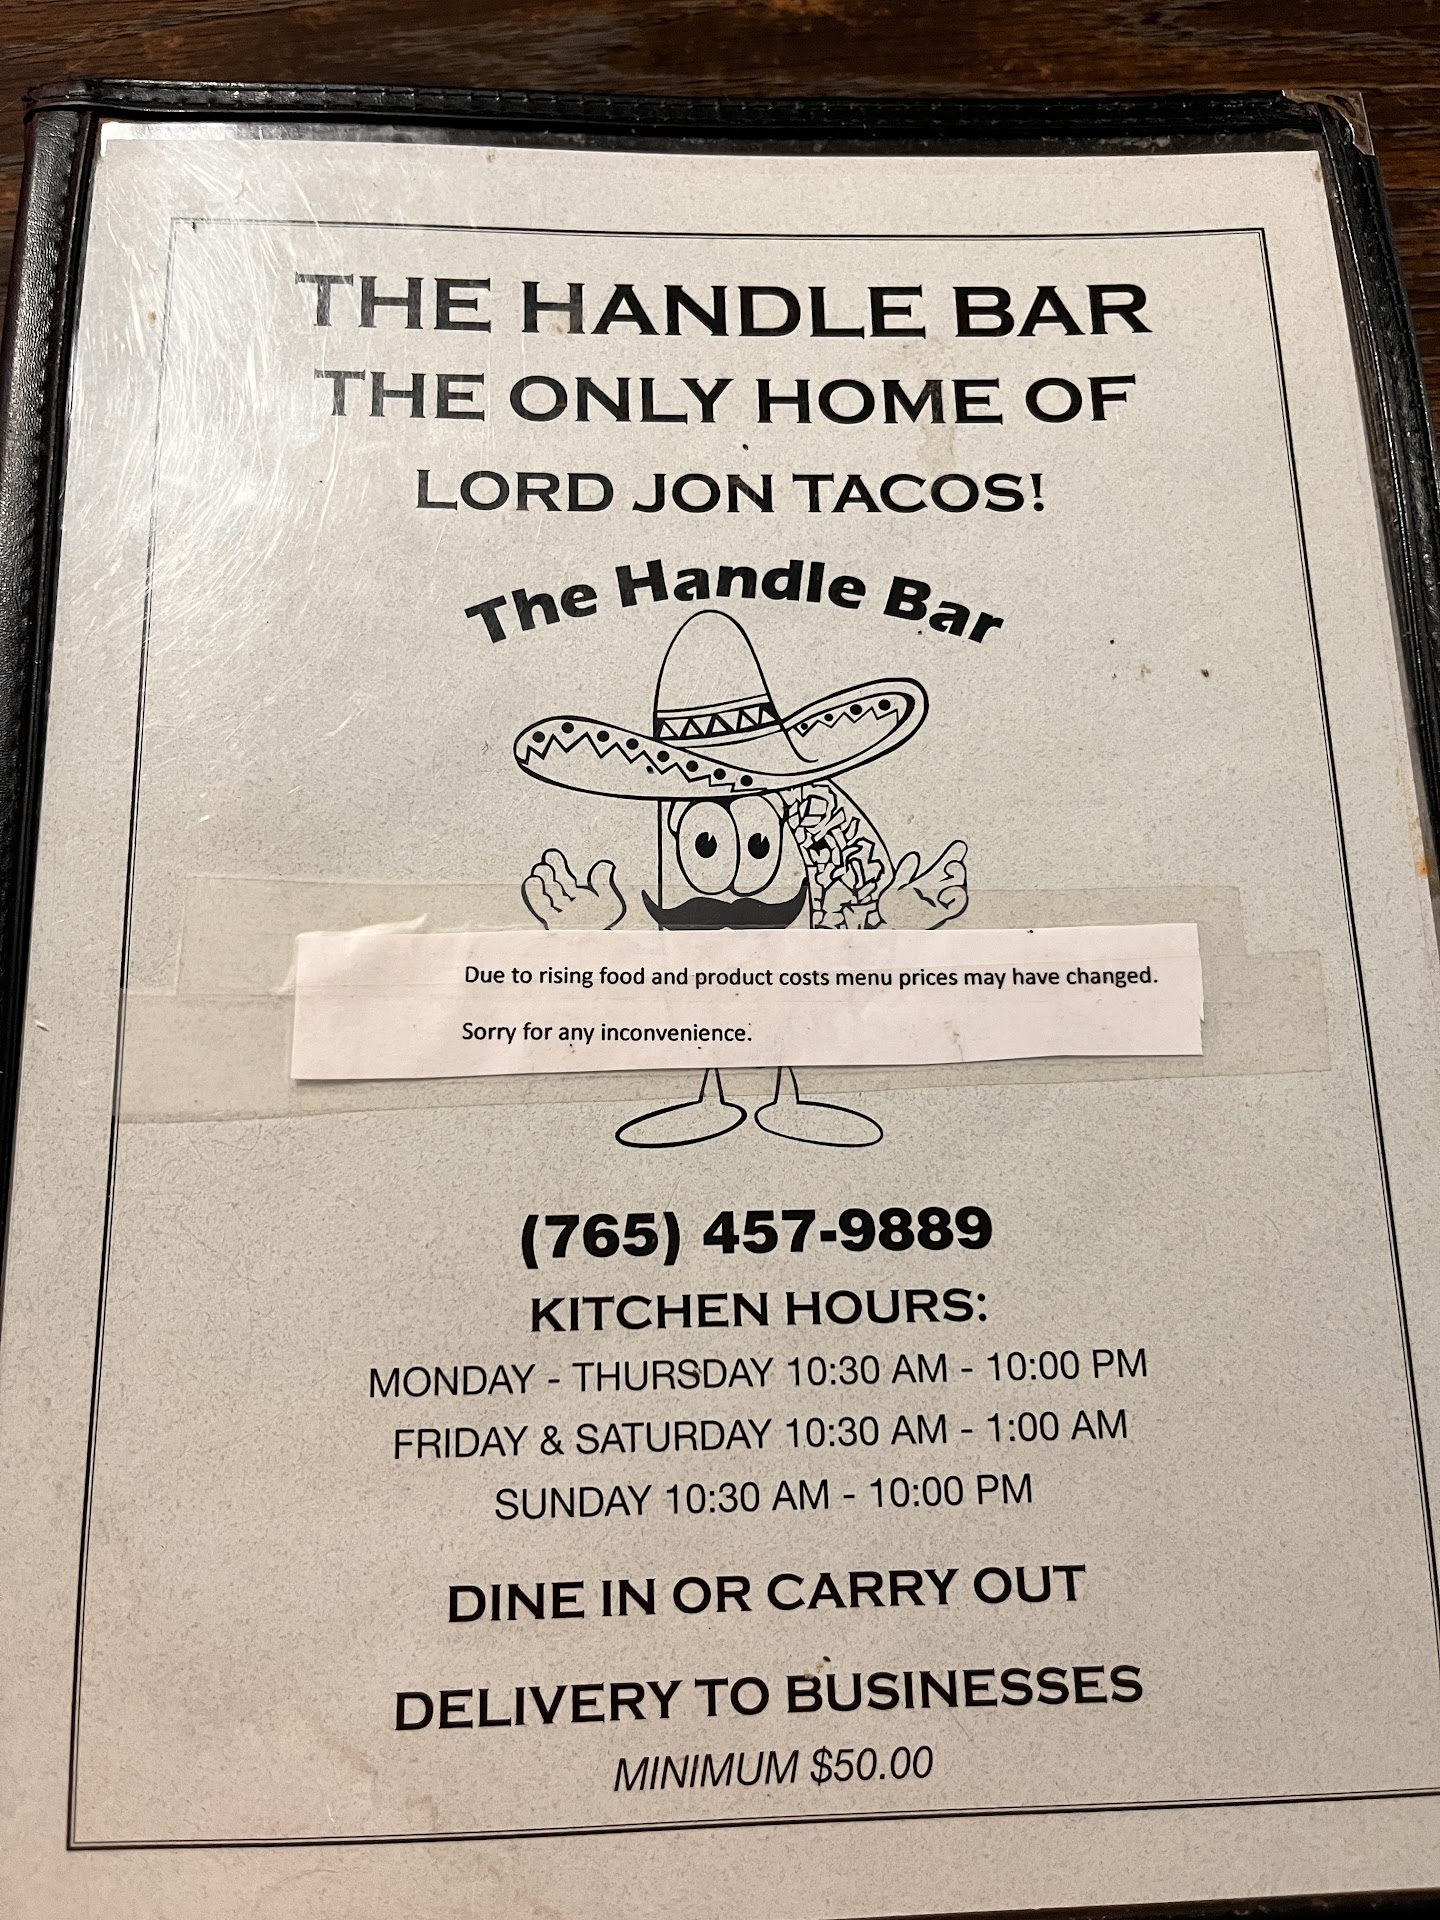 THE HANDLE BAR
THE ONLY HOME OF
LORD JON TACOS!
The Handle Bar
Due to rising food and product costs menu prices may have changed.
Sorry for any inconvenience.
(765) 457-9889
KITCHEN HOURS:
MONDAY - THURSDAY 10:30 AM - 10:00 PM
FRIDAY & SATURDAY 10:30 AM - 1:00 AM
SUNDAY 10:30 AM - 10:00 PM
DINE IN OR CARRY OUT
DELIVERY TO BUSINESSES
MINIMUM $50.00